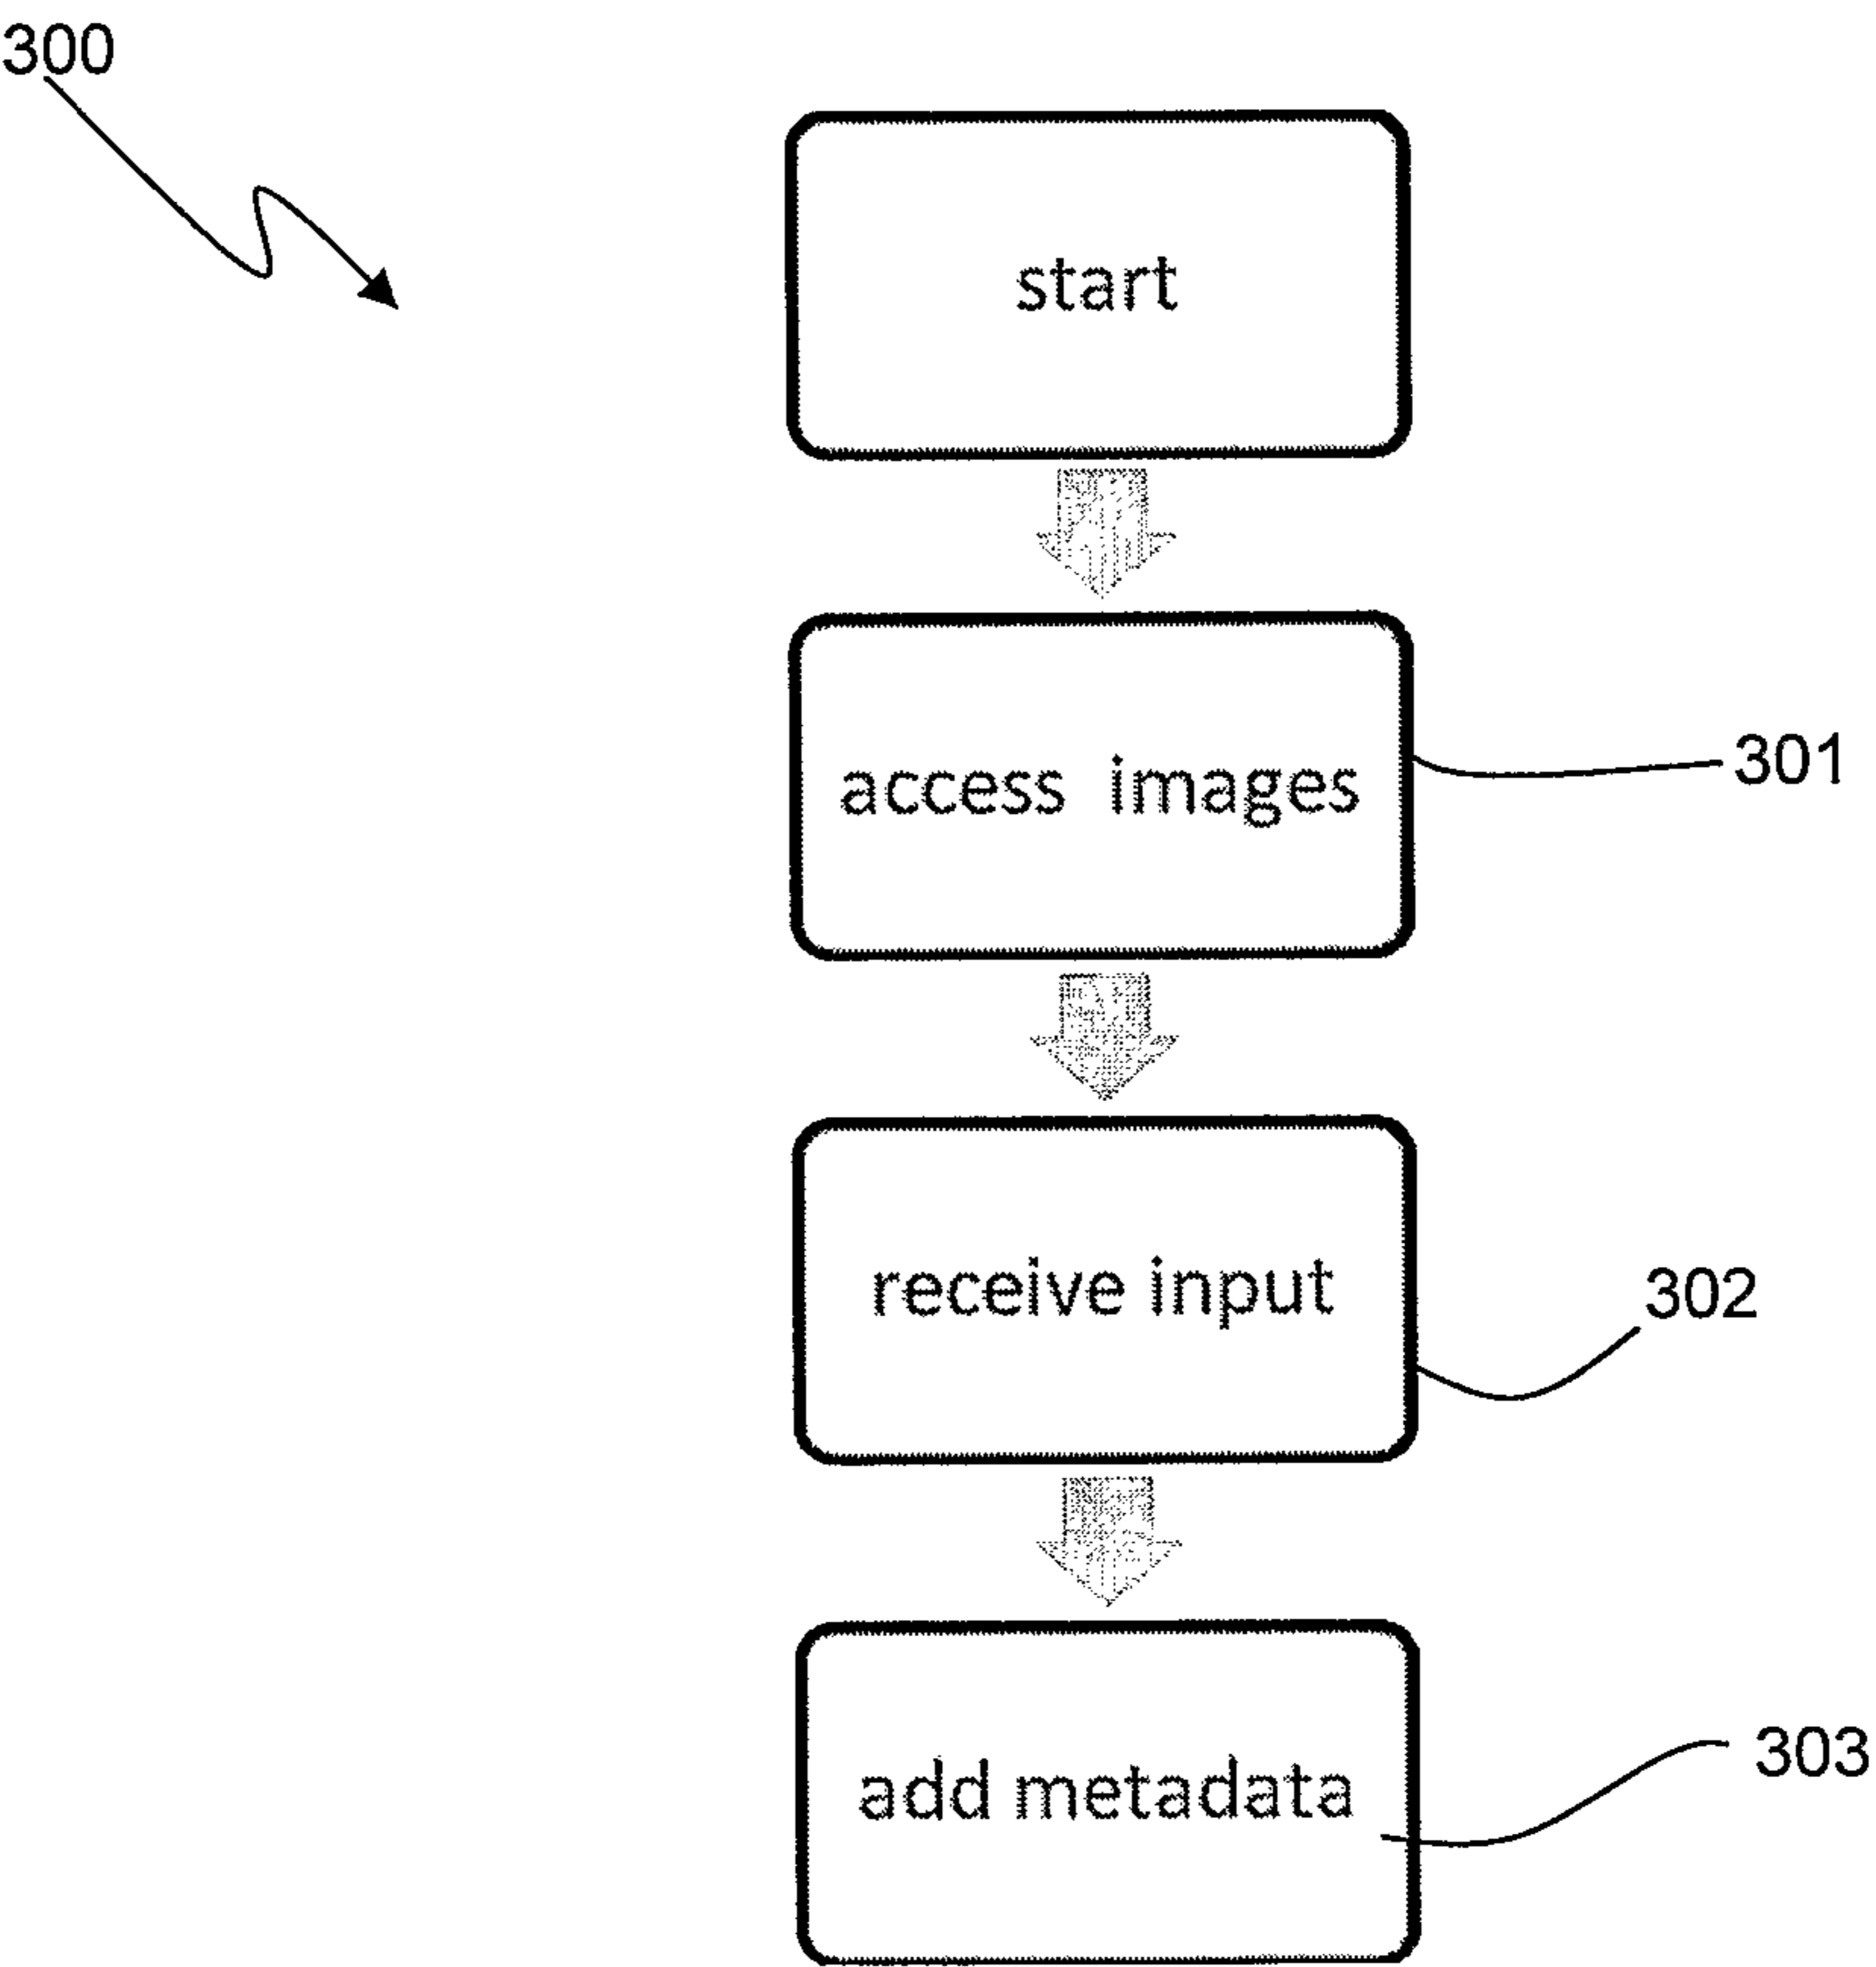 300
start
access images
301
receive input
302
add metadata
303